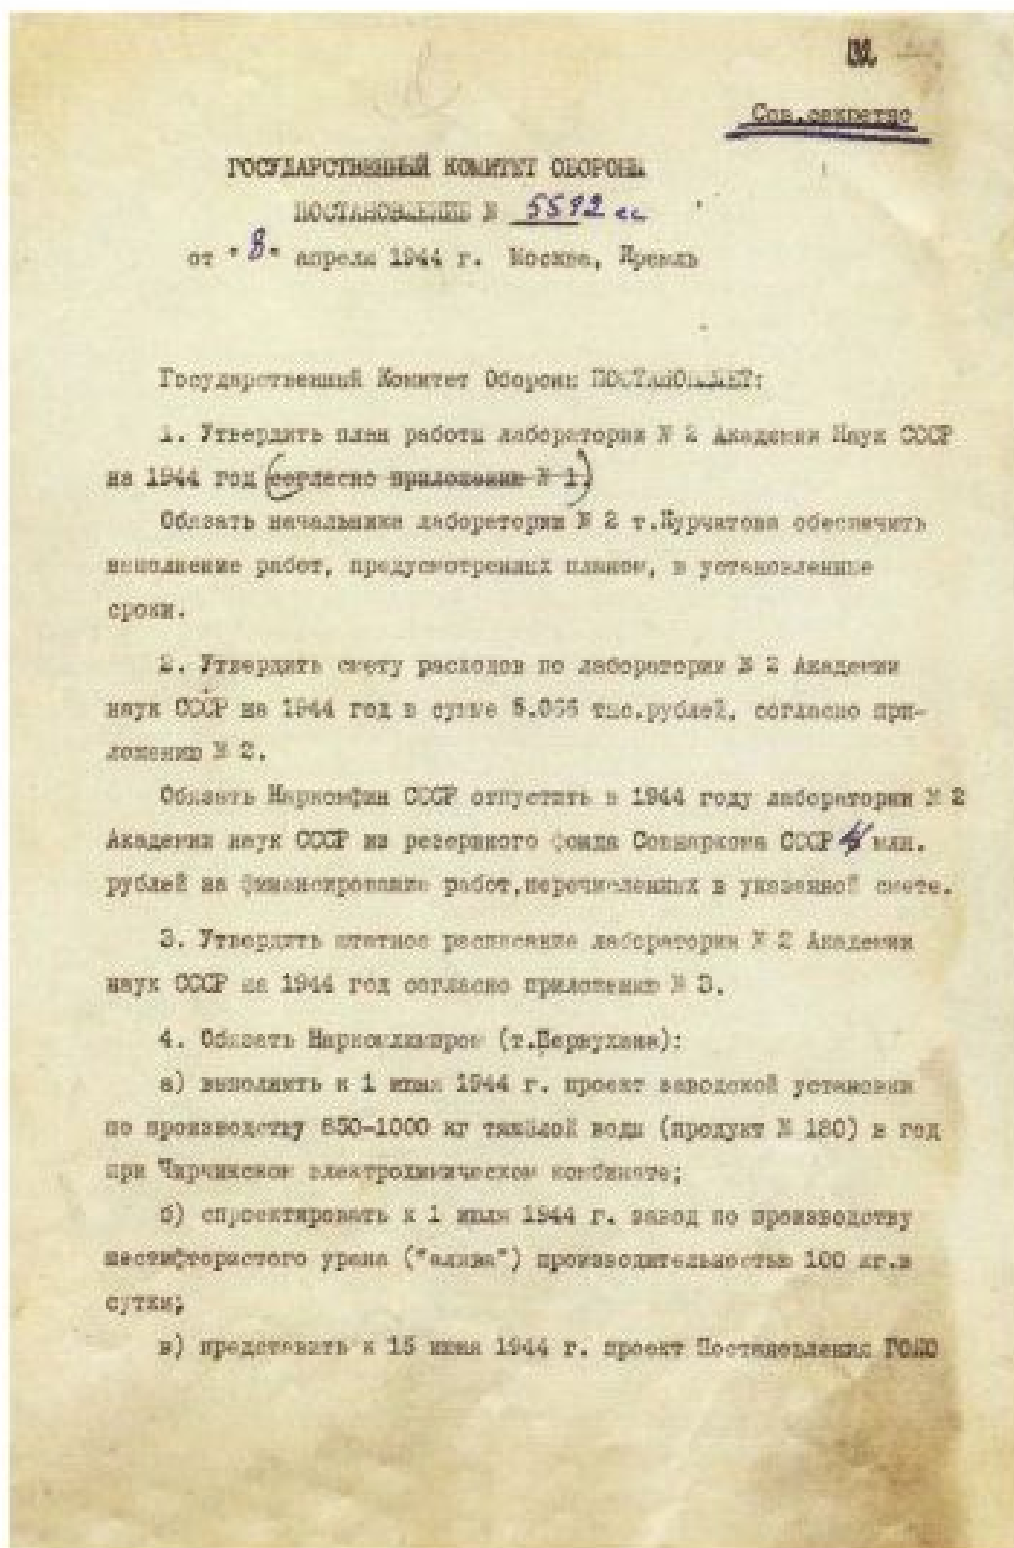 Сов.секретно
ГОСУДАРСТВЕННЫЙ КОМИТЕТ ОБОРОНЫ
ПОСТАНОВЛЕНИЕ № 5582 сс
от "8" апреля 1944 г. Москва, Кремль
Государственный Комитет Обороны ПОСТАНОВЛЯЕТ:
1. Утвердить план работы лаборатории № 2 Академии Наук СССР
на 1944 год (согласно приложению № 1.)
Обязать начальника лаборатории № 2 т.Курчатова обеспечить
выполнение работ, предусмотренных планом, в установленные
сроки.
2. Утвердить смету расходов по лаборатории № 2 Академии
наук СССР на 1944 год в сумме тыс.рублей, согласно при-
ложению № 2.
Обязать Наркомфин СССР отпустить в 1944 году лаборатории № 2
Академии наук СССР из резервного фонда Совнаркома СССР 4 млн.
рублей на финансирование работ,перечисленных в указанной смете.
3. Утвердить штатное расписание лаборатории № 2 Академии
наук СССР на 1944 год согласно приложению № 3.
4. Обязать Наркомхимпром (т.Первухина):
а) выполнить к 1 1944 г. проект заводской установки
по производству кг тяжёлой воды (продукт № 180) в год
при Чирчикском электрохимическом комбинате;
б) спроектировать к 1 июля 1944 г. завод по производству
шестифтористого урана ("алива") производительностью 100 кг.в
сутки;
в) представить к 15 1944 г. проект Постановления ГОКО